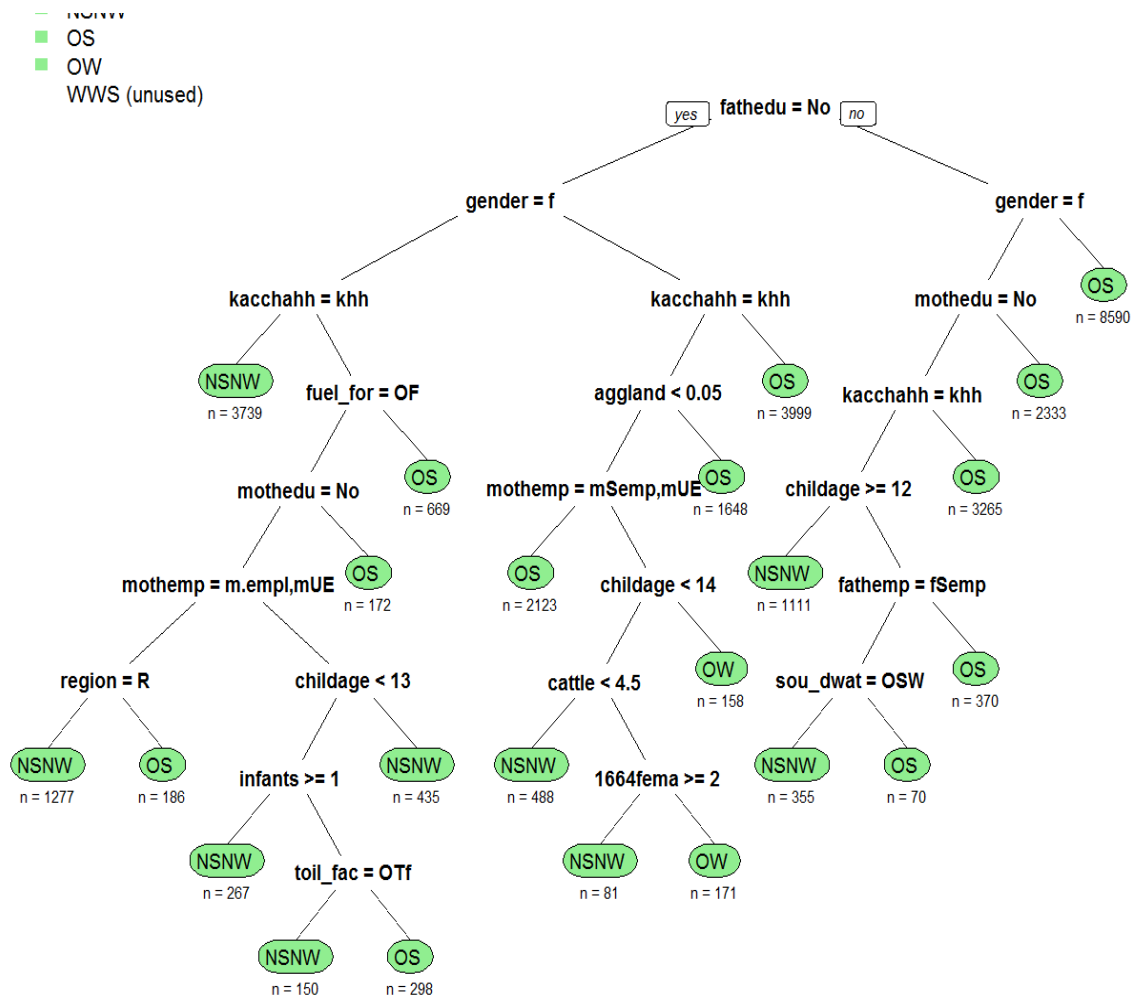 NSNW
OS
OW
WWS (unused)
yes fathedu = No no
gender = f gender = f
kacchahh = khh kacchahh = khh mothedu = No OS
n = 8590
NSNW fuel_for = OF aggland < 0.05 OS kacchahh = khh OS
n = 3739 n = 3999 n = 2333
mothedu = No OS mothemp = mSemp,mUE OS childage >= 12 OS
n = 669 n = 1648 n = 3265
mothemp = m.empl,mUE OS OS childage < 14 NSNW fathemp = fSemp
n = 172 n = 2123 n = 1111
region = R childage < 13 cattle < 4.5 OW sou_dwat = OSW OS
n = 158 n = 370
NSNW OS infants >= 1 NSNW NSNW 1664fema >= 2 NSNW OS
n = 1277 n = 186 n = 435 n = 488 n = 355 n = 70
NSNW toil_fac = OTf NSNW OW
n = 267 n = 81 n = 171
NSNW OS
n = 150 n = 298